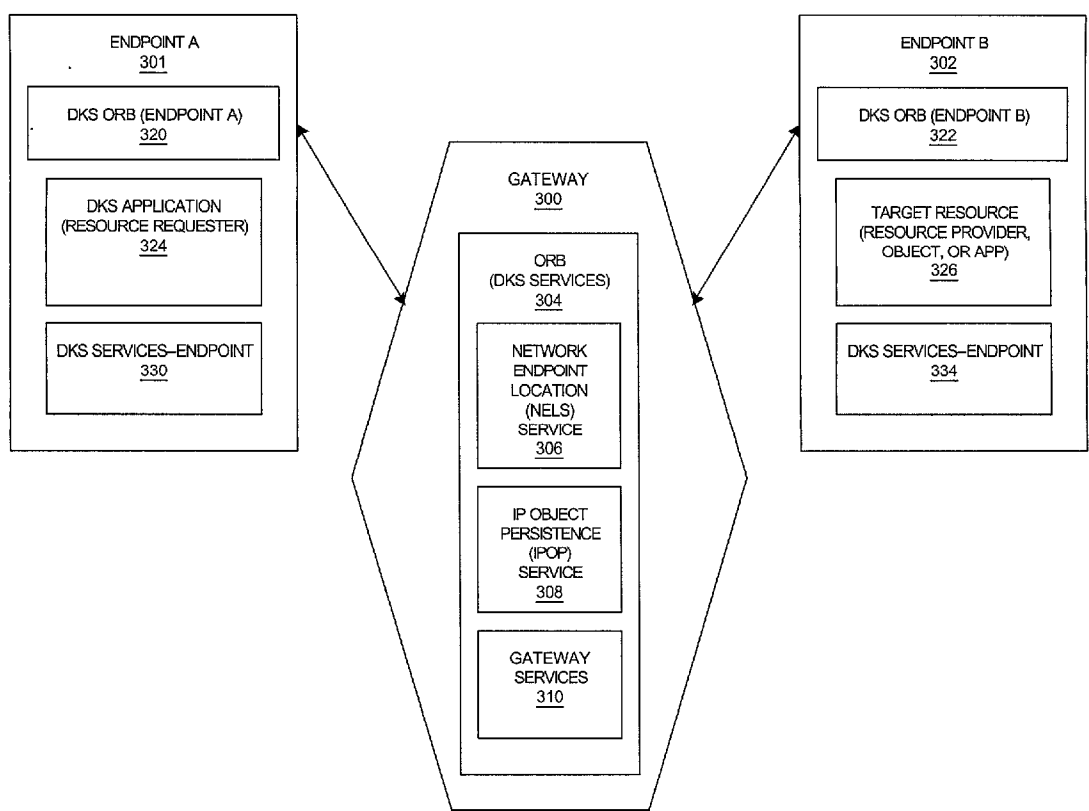 ENDPOINT A
301
DKS ORB (ENDPOINT A)
320
DKS APPLICATION
(RESOURCE REQUESTER)
324
DKS SERVICES–ENDPOINT
330
GATEWAY
300
ORB
(DKS SERVICES)
304
NETWORK
ENDPOINT
LOCATION
(NELS)
SERVICE
306
IP OBJECT
PERSISTENCE
(IPOP)
SERVICE
308
GATEWAY
SERVICES
310
ENDPOINT B
302
DKS ORB (ENDPOINT B)
322
TARGET RESOURCE
(RESOURCE PROVIDER,
OBJECT, OR APP)
326
DKS SERVICES–ENDPOINT
334